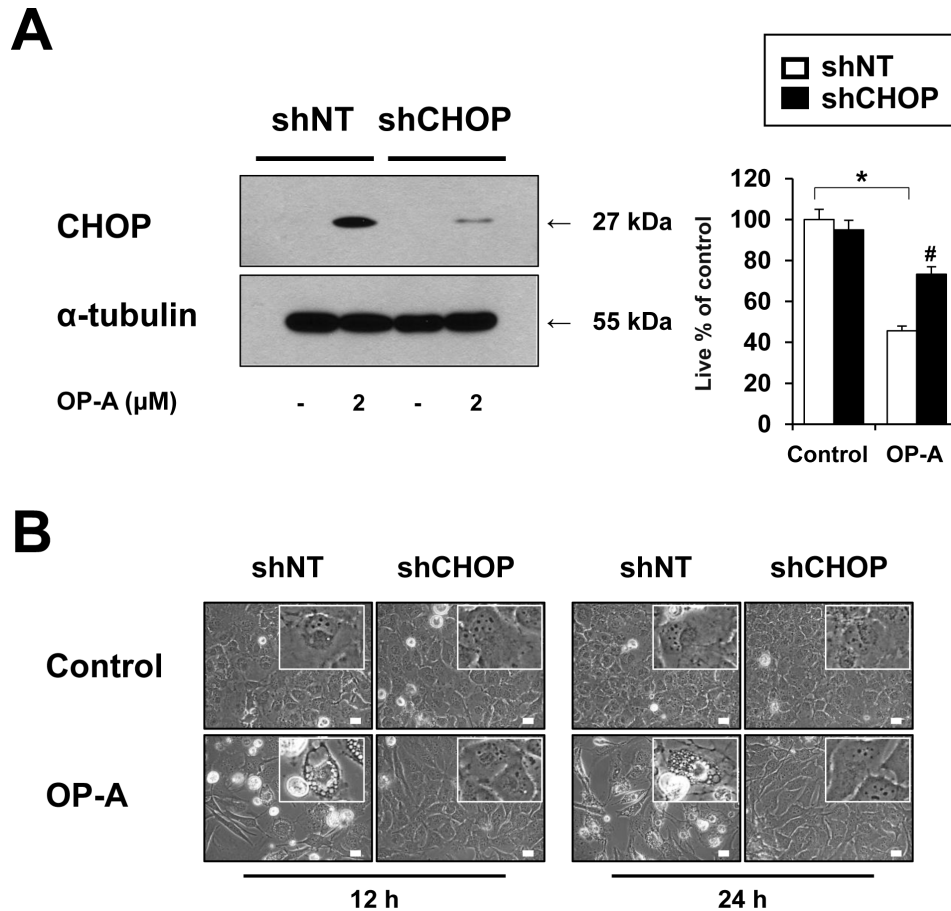 A
shNT
shCHOP
shNT shCHOP
CHOP
← 27 kDa
α-tubulin
← 55 kDa
OP-A (μM) - 2 - 2
Live % of control
120
100
80
60
40
20
0
*
#
Control OP-A
B
shNT shCHOP shNT shCHOP
Control
OP-A
12 h 24 h